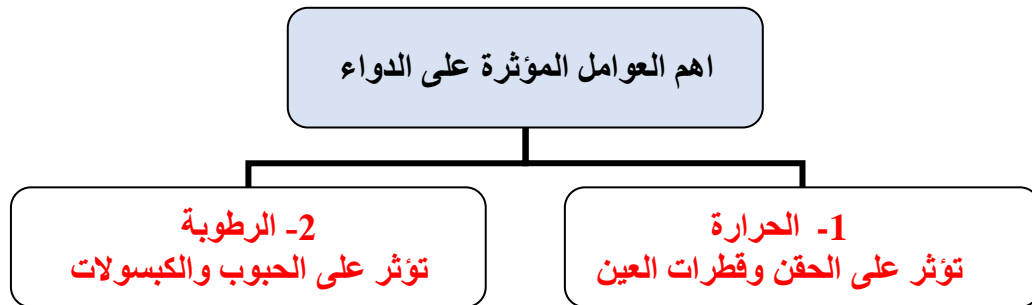 اهم العوامل المؤثرة على الدواء
1- الحرارة
تؤثر على الحقن وقطرات العين
2- الرطوبة
تؤثر على الحبوب والكبسولات